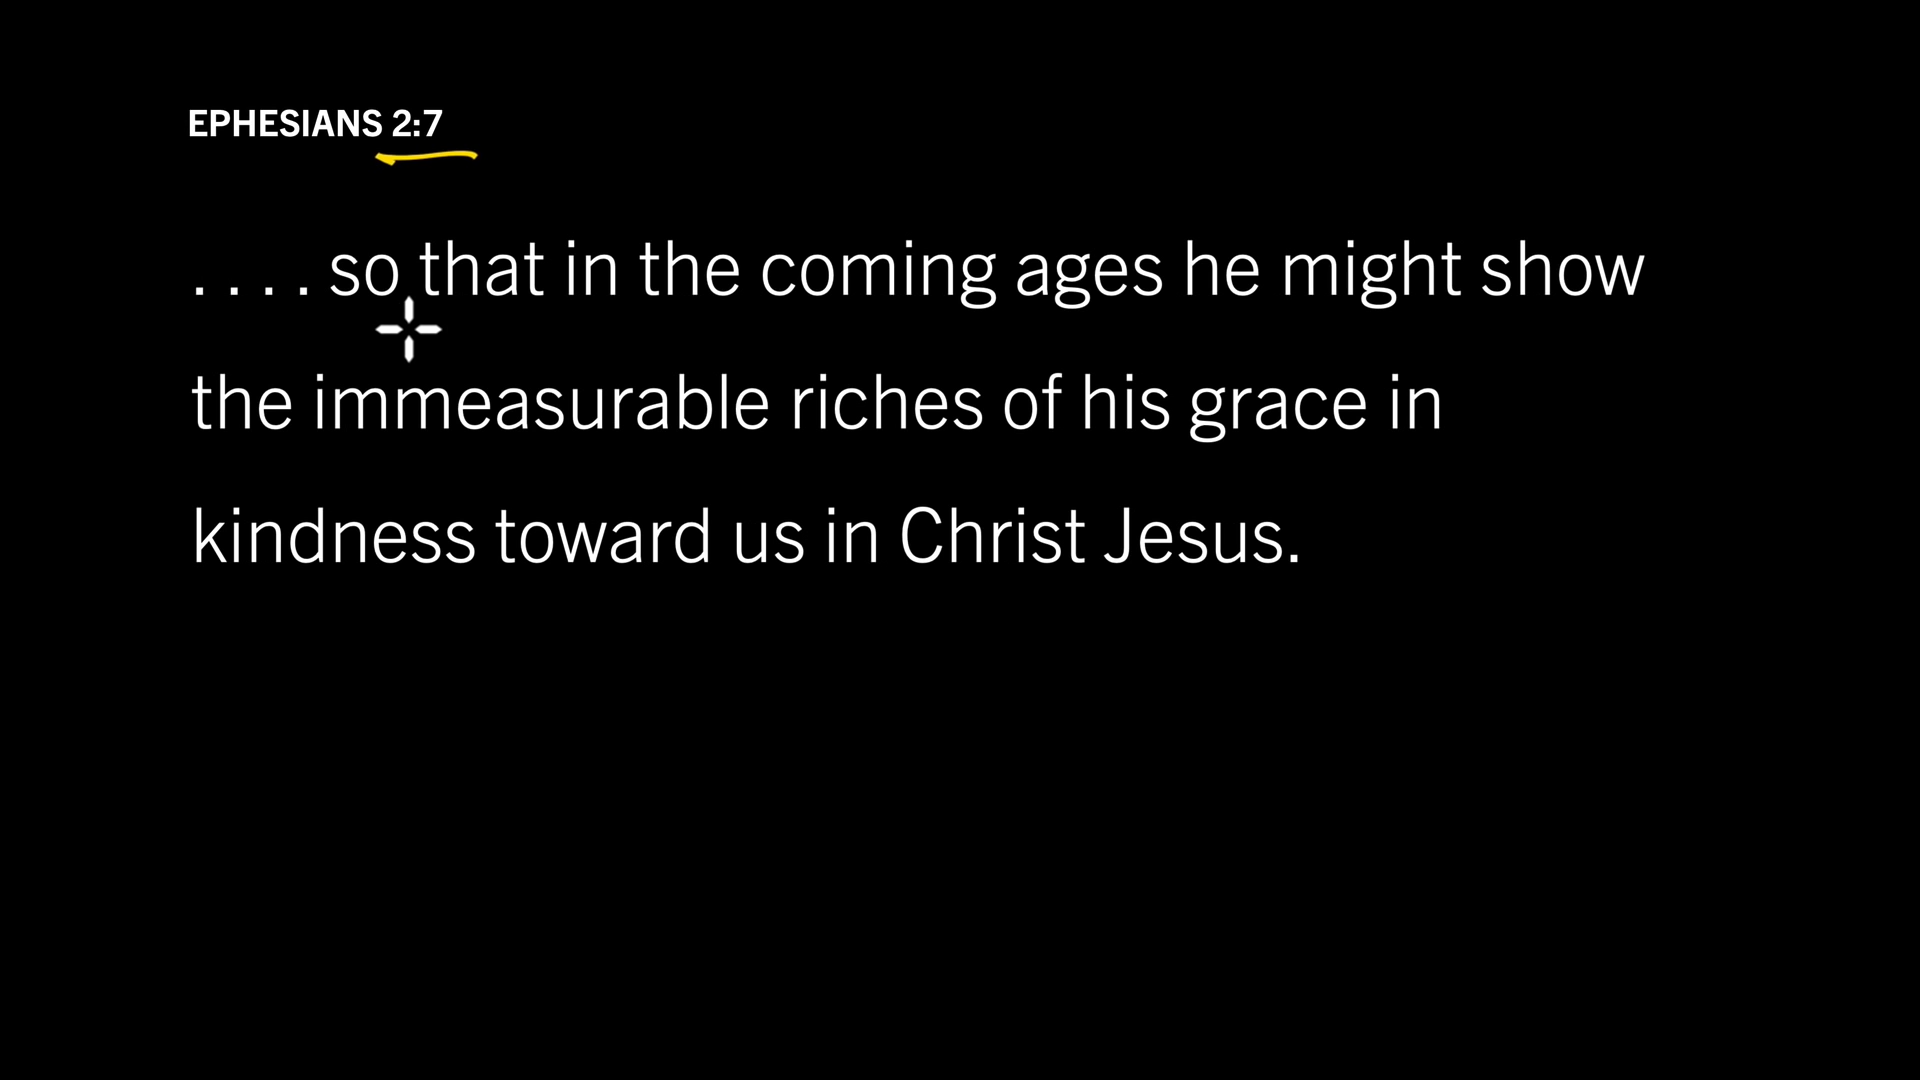 EPHESIANS 2:7
. . . . so that in the coming ages he might show
the immeasurable riches of his grace in
kindness toward us in Christ Jesus.